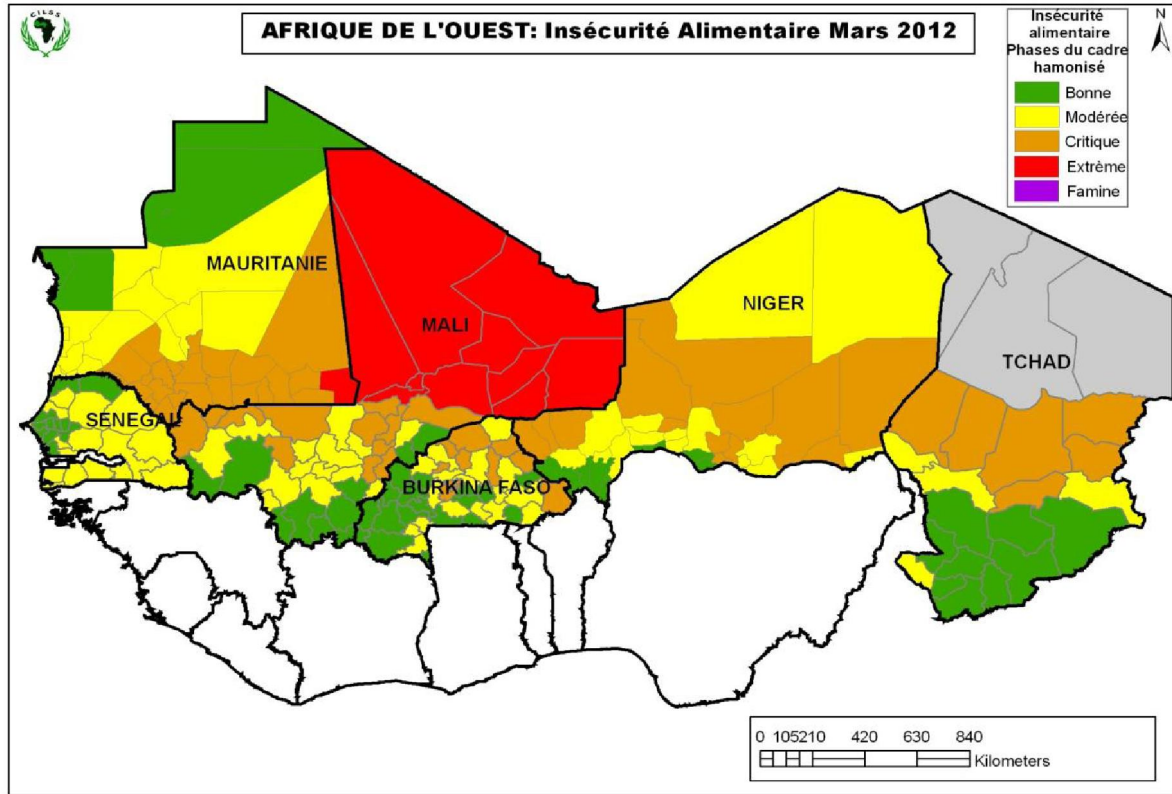 CILSS
AFRIQUE DE L'OUEST: Insécurité Alimentaire Mars 2012
N
Insécurité
alimentaire
Phases du cadre
hamonisé
Bonne
Modérée
Critique
Extrême
Famine
MAURITANIE
MALI
NIGER
TCHAD
SENEGAL
BURKINA FASO
0 105210 420 630 840
Kilometers